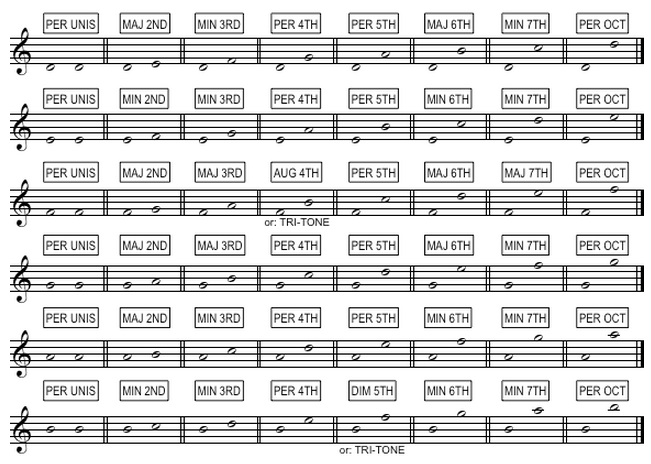 PER UNIS MAJ 2ND MIN 3RD PER 4TH PER 5TH MAJ 6TH MIN 7TH PER OCT
PER UNIS MIN 2ND MIN 3RD PER 4TH PER 5TH MIN 6TH MIN 7TH PER OCT
PER UNIS MAJ 2ND MAJ 3RD AUG 4TH PER 5TH MAJ 6TH MAJ 7TH PER OCT
or: TRI-TONE
PER UNIS MAJ 2ND MAJ 3RD PER 4TH PER 5TH MAJ 6TH MIN 7TH PER OCT
PER UNIS MAJ 2ND MIN 3RD PER 4TH PER 5TH MIN 6TH MIN 7TH PER OCT
PER UNIS MIN 2ND MIN 3RD PER 4TH DIM 5TH MIN 6TH MIN 7TH PER OCT
or: TRI-TONE